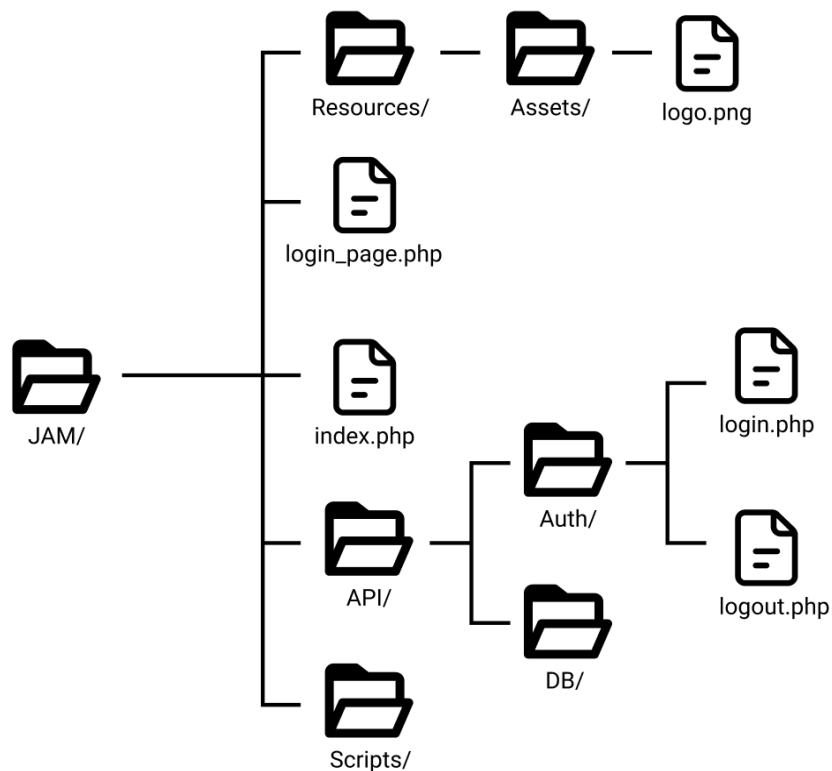 Resources/
Assets/
logo.png
login_page.php
JAM/
index.php
login.php
Auth/
API/
logout.php
DB/
Scripts/